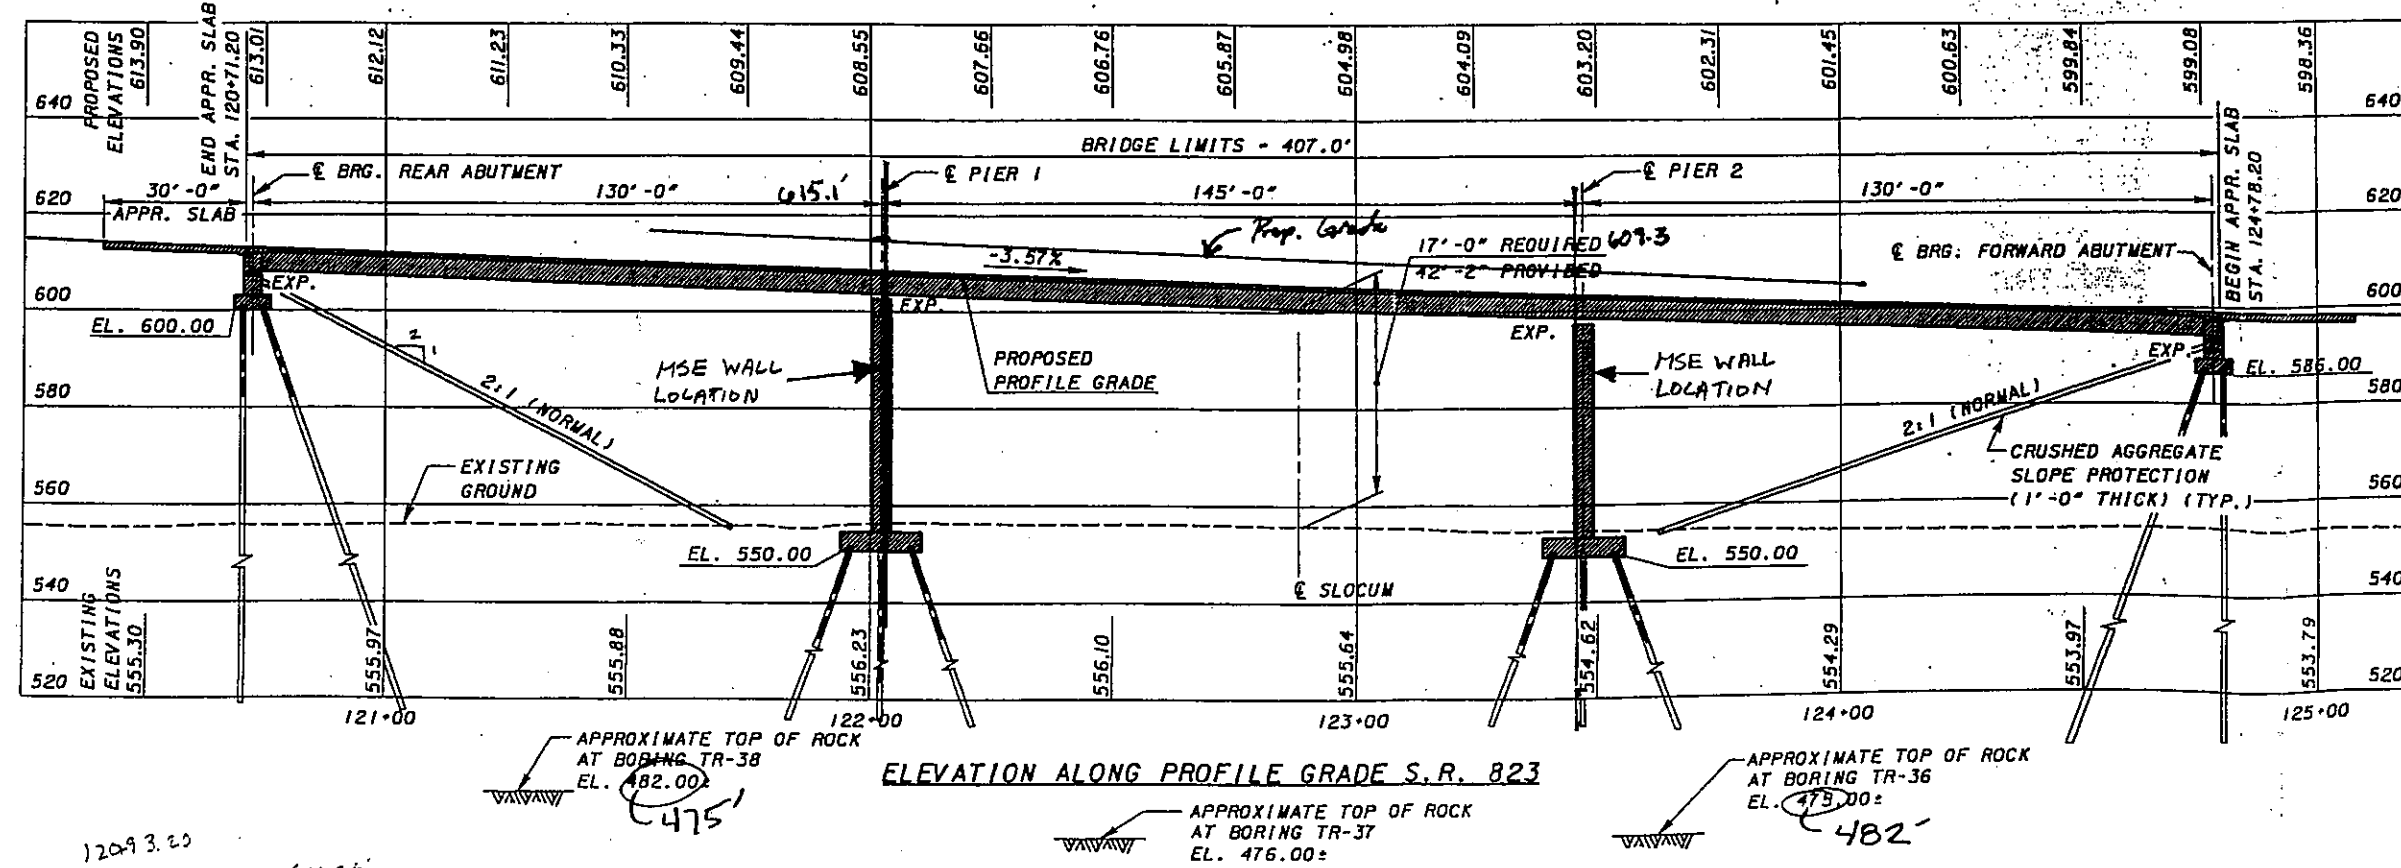 PROPOSED
ELEVATIONS
613.90
END APPR. SLAB
STA. 120+71.20
613.01
612.12
611.23
610.33
609.44
608.55
607.66
606.76
605.87
604.98
604.09
603.20
602.31
601.45
600.63
599.84
599.08
598.36
640
640
BRIDGE LIMITS - 407.0'
BEGIN APPR. SLAB
STA. 124+78.20
℄ BRG. REAR ABUTMENT
℄ PIER 1
℄ PIER 2
30'-0"
130'-0"
615.1'
145'-0"
130'-0"
620
APPR. SLAB
620
Prop. Grade
17'-0" REQUIRED
609.3
42'-2" PROVIDED
℄ BRG. FORWARD ABUTMENT
-3.57%
EXP.
600
EXP.
600
EL. 600.00
EXP.
2
1
MSE WALL
LOCATION
PROPOSED
PROFILE GRADE
MSE WALL
LOCATION
EXP.
EL. 586.00
580
2:1 (NORMAL)
2:1 (NORMAL)
580
CRUSHED AGGREGATE
SLOPE PROTECTION
(1'-0" THICK) (TYP.)
EXISTING
GROUND
560
560
EL. 550.00
EL. 550.00
540
℄ SLOCUM
540
EXISTING
ELEVATIONS
555.30
555.97
555.88
556.23
556.10
555.64
554.62
554.29
553.97
553.79
520
520
121+00
122+00
123+00
124+00
125+00
APPROXIMATE TOP OF ROCK
AT BORING TR-38
EL. 482.00±
475'
ELEVATION ALONG PROFILE GRADE S.R. 823
APPROXIMATE TOP OF ROCK
AT BORING TR-37
EL. 476.00±
APPROXIMATE TOP OF ROCK
AT BORING TR-36
EL. 479.00±
482'